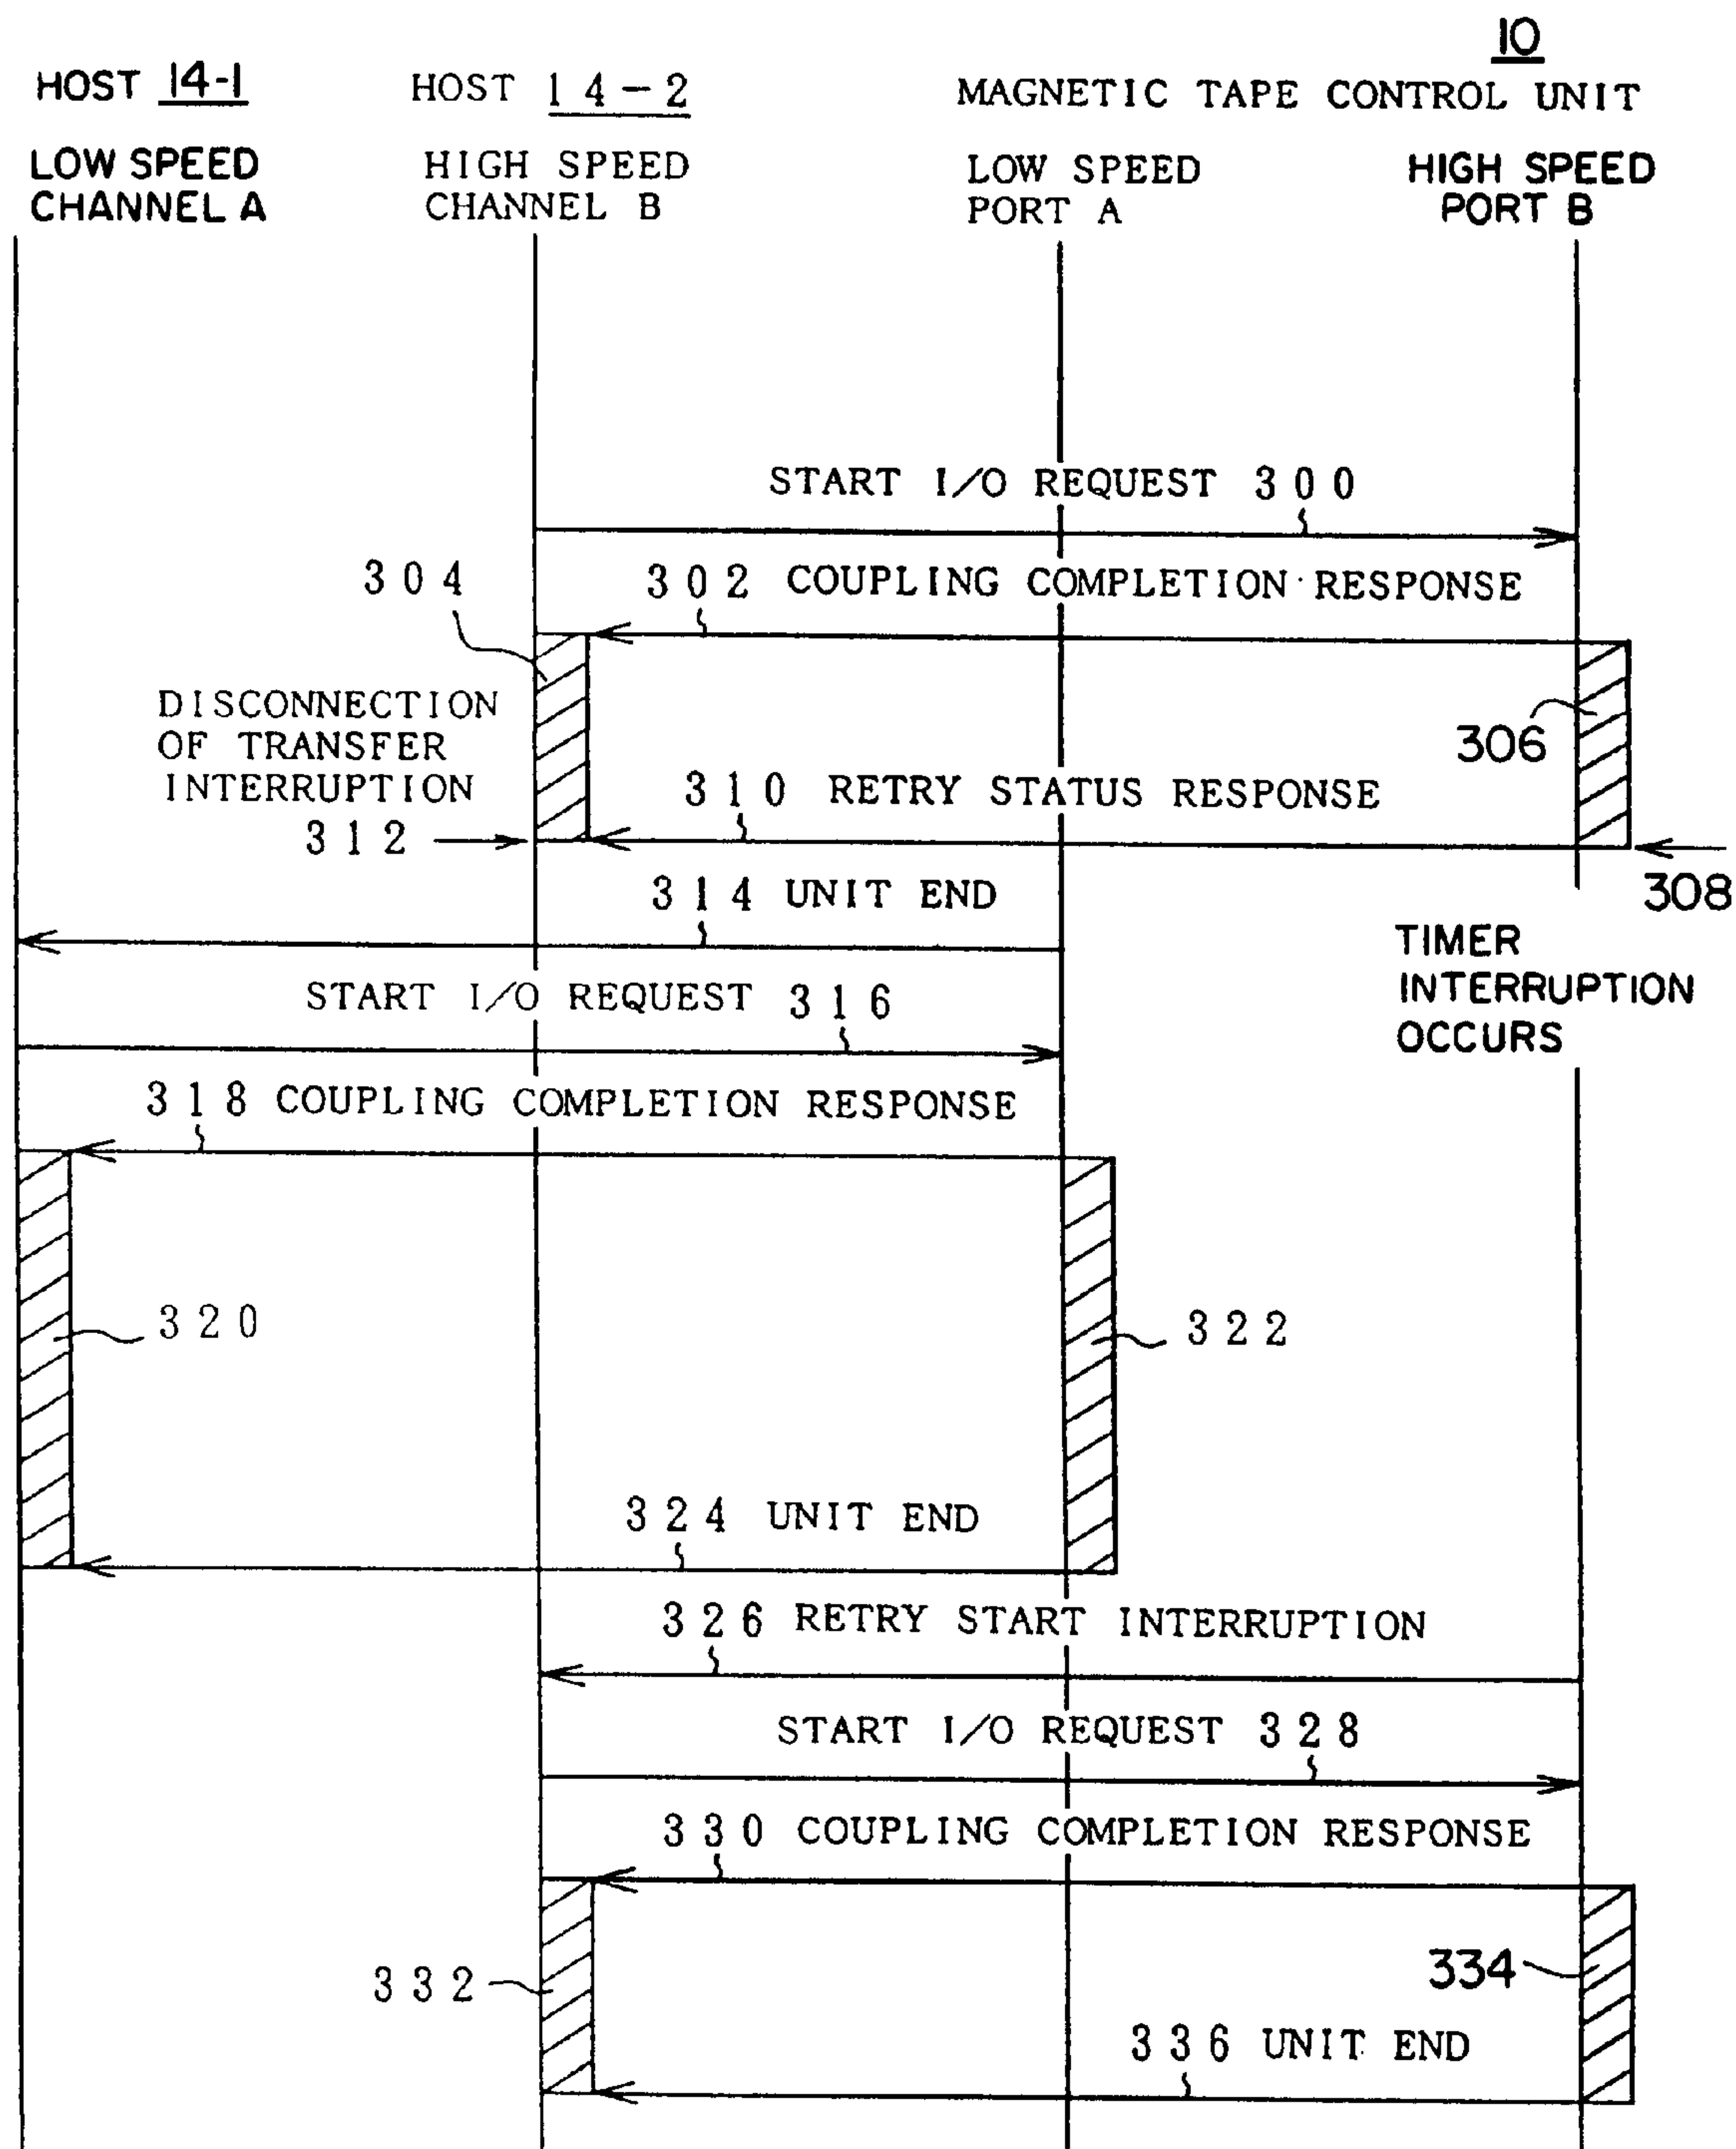 10
HOST 14-1
HOST 14-2
MAGNETIC TAPE CONTROL UNIT
LOW SPEED
CHANNEL A
HIGH SPEED
CHANNEL B
LOW SPEED
PORT A
HIGH SPEED
PORT B
START I/O REQUEST 300
304
302 COUPLING COMPLETION RESPONSE
DISCONNECTION
OF TRANSFER
INTERRUPTION
312
306
310 RETRY STATUS RESPONSE
308
314 UNIT END
TIMER
INTERRUPTION
OCCURS
START I/O REQUEST 316
318 COUPLING COMPLETION RESPONSE
320
322
324 UNIT END
326 RETRY START INTERRUPTION
START I/O REQUEST 328
330 COUPLING COMPLETION RESPONSE
332
334
336 UNIT END